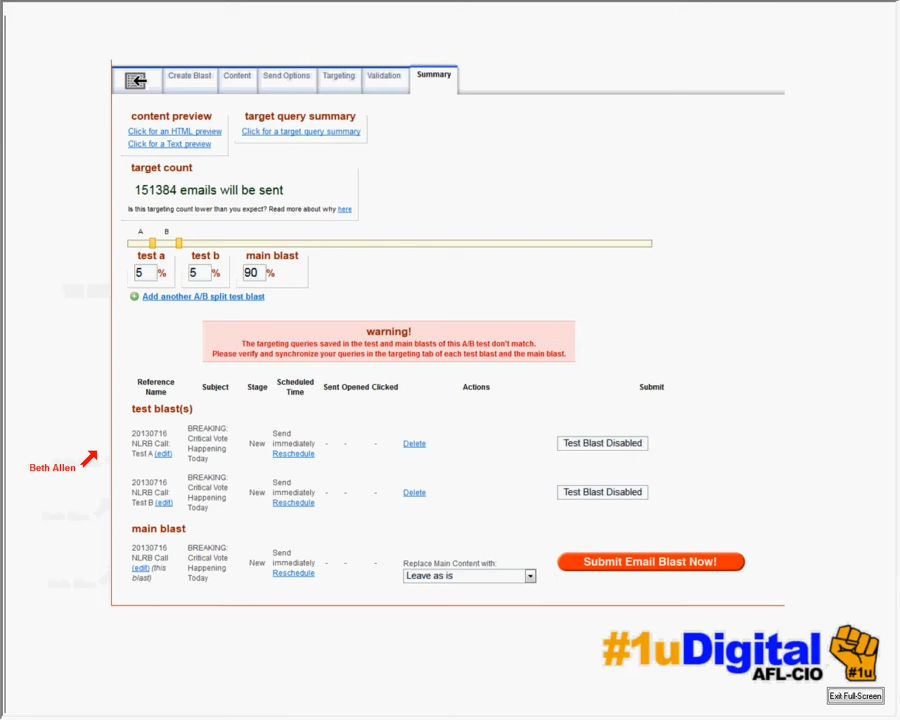 Create Blast Content Send Options Targeting Validation Summary
content preview target query summary
Click for an HTML preview Click for a target query summary
Click for a Text preview
target count
151384 emails will be sent
Is this targeting count lower than you expect? Read more about why here
A B
test a test b main blast
5 % 5 % 90 %
Add another A/B split test blast
warning!
The targeting queries saved in the test and main blasts of this A/B test don't match.
Please verify and synchronize your queries in the targeting tab of each test blast and the main blast.
Reference Name Subject Stage Scheduled Time Sent Opened Clicked Actions Submit
test blast(s)
20130716 BREAKING: Send
NLRB Call: Critical Vote New immediately - - - Delete Test Blast Disabled
Test A (edit) Happening Reschedule
Today
Beth Allen
20130716 BREAKING: Send
NLRB Call: Critical Vote New immediately - - - Delete Test Blast Disabled
Test B (edit) Happening Reschedule
Today
main blast
20130716 BREAKING: Send
NLRB Call Critical Vote New immediately - - - Replace Main Content with: Submit Email Blast Now!
(edit) (this Happening Reschedule Leave as is
blast) Today
#1uDigital
AFL-CIO
#1u
Exit Full-Screen